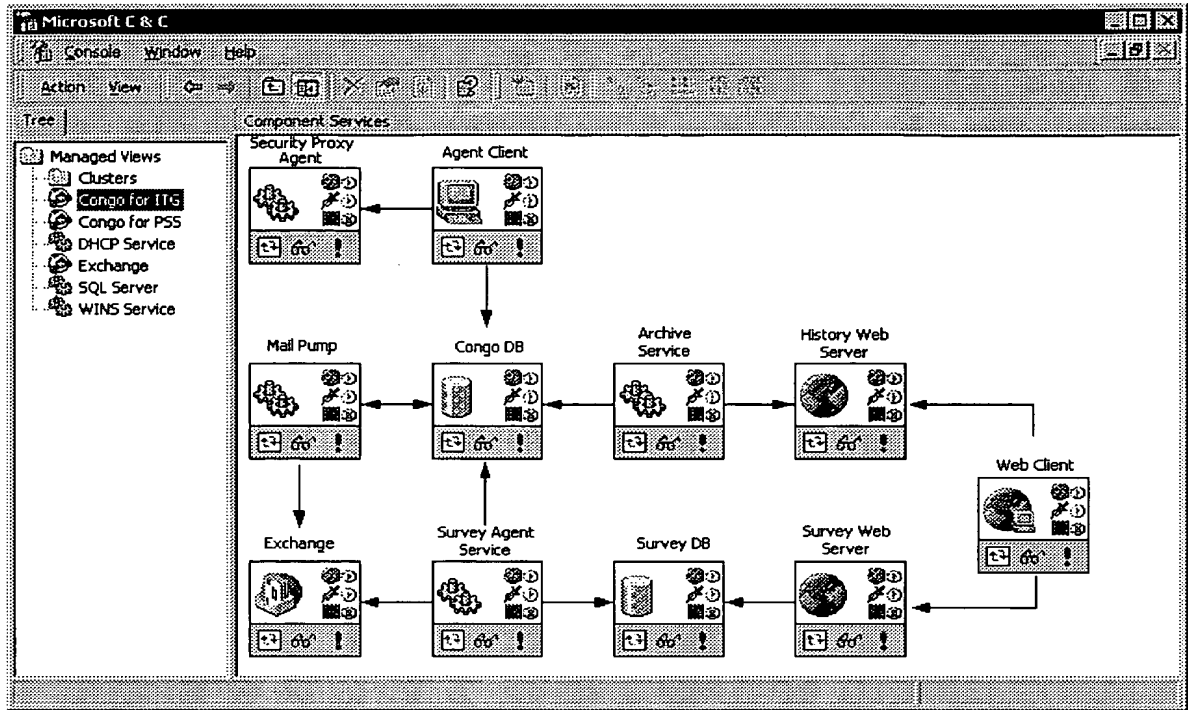 Microsoft C & C
Console Window Help
Action View
Tree
Component Services
Managed Views
Clusters
Congo for ITG
Congo for PSS
DHCP Service
Exchange
SQL Server
WINS Service
Security Proxy
Agent
Agent Client
Mail Pump
Congo DB
Archive
Service
History Web
Server
Web Client
Exchange
Survey Agent
Service
Survey DB
Survey Web
Server